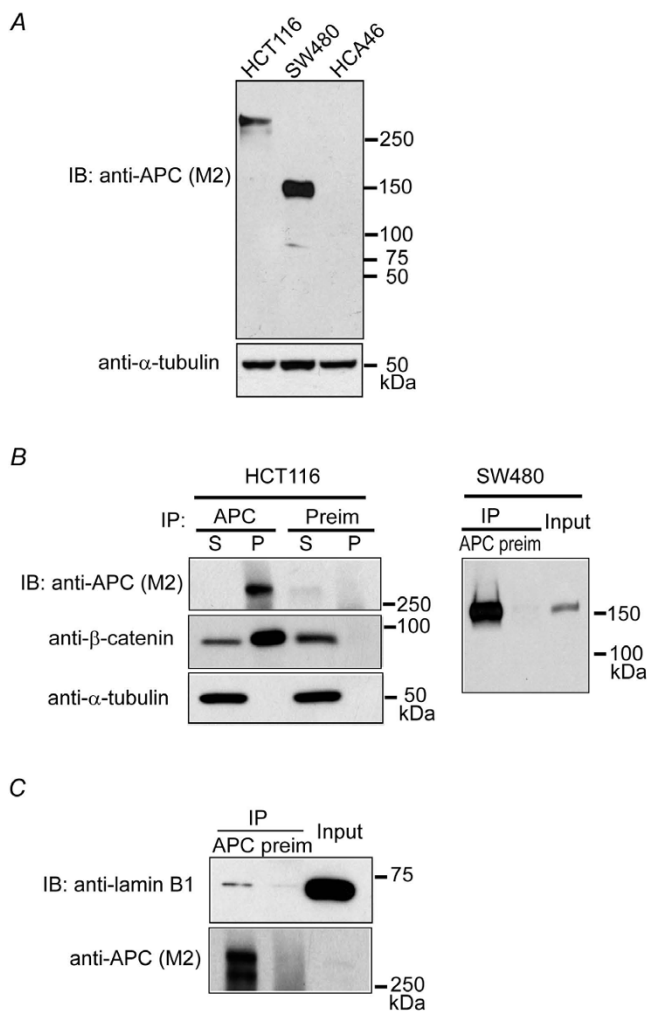 A
HCT116
SW480
HCA46
IB: anti-APC (M2)
250
150
100
75
50
anti-α-tubulin
50
kDa
B
HCT116
IP: APC Preim
S P S P
IB: anti-APC (M2)
250
anti-β-catenin
100
anti-α-tubulin
50
kDa
SW480
IP Input
APC preim
150
100
kDa
C
IP Input
APC preim
IB: anti-lamin B1
75
anti-APC (M2)
250
kDa